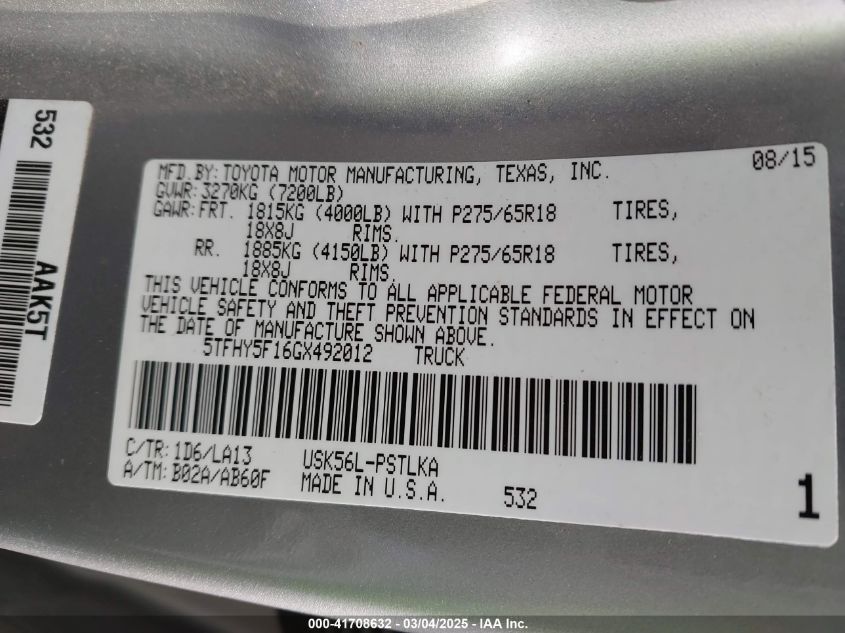 532
AAK5T
MFD.BY: TOYOTA MOTOR MANUFACTURING, TEXAS, INC. 08/15
GVWR: 3270KG (7200LB)
GAWR: FRT. 1815KG (4000LB) WITH P275/65R18 TIRES,
18X8J RIMS.
RR. 1885KG (4150LB) WITH P275/65R18 TIRES,
18X8J RIMS.
THIS VEHICLE CONFORMS TO ALL APPLICABLE FEDERAL MOTOR
VEHICLE SAFETY AND THEFT PREVENTION STANDARDS IN EFFECT ON
THE DATE OF MANUFACTURE SHOWN ABOVE.
5TFHY5F16GX492012 TRUCK
C/TR: 1D6/LA13 USK56L-PSTLKA
A/TM: B02A/AB60F MADE IN U.S.A. 532 1
000-41708632 - 03/04/2025 - IAA Inc.